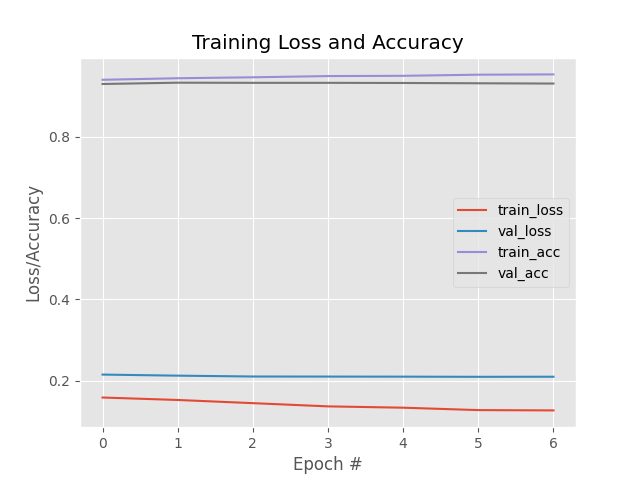 Training Loss and Accuracy
Loss/Accuracy
0.8
0.6
0.4
0.2
train_loss
val_loss
train_acc
val_acc
0 1 2 3 4 5 6
Epoch #